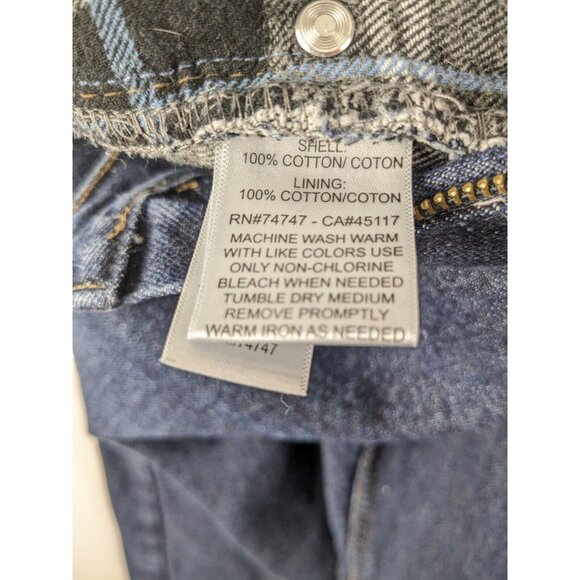 SHELL:
100% COTTON/ COTON
LINING:
100% COTTON/COTON
RN#74747 - CA#45117
MACHINE WASH WARM
WITH LIKE COLORS USE
ONLY NON-CHLORINE
BLEACH WHEN NEEDED
TUMBLE DRY MEDIUM
REMOVE PROMPTLY
WARM IRON AS NEEDED